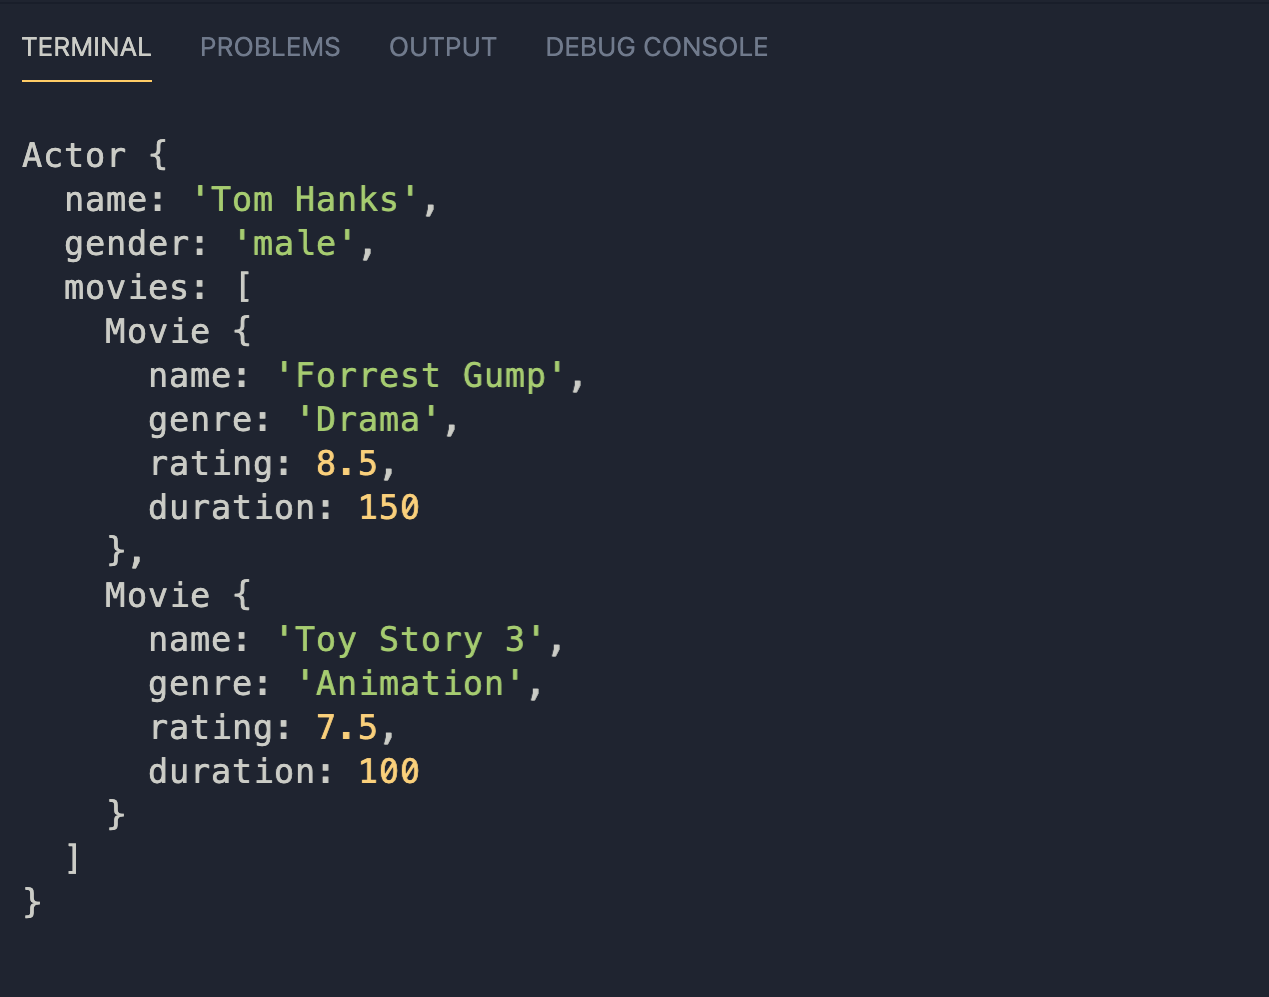 TERMINAL PROBLEMS OUTPUT DEBUG CONSOLE
Actor {
  name: 'Tom Hanks',
  gender: 'male',
  movies: [
    Movie {
      name: 'Forrest Gump',
      genre: 'Drama',
      rating: 8.5,
      duration: 150
    },
    Movie {
      name: 'Toy Story 3',
      genre: 'Animation',
      rating: 7.5,
      duration: 100
    }
  ]
}